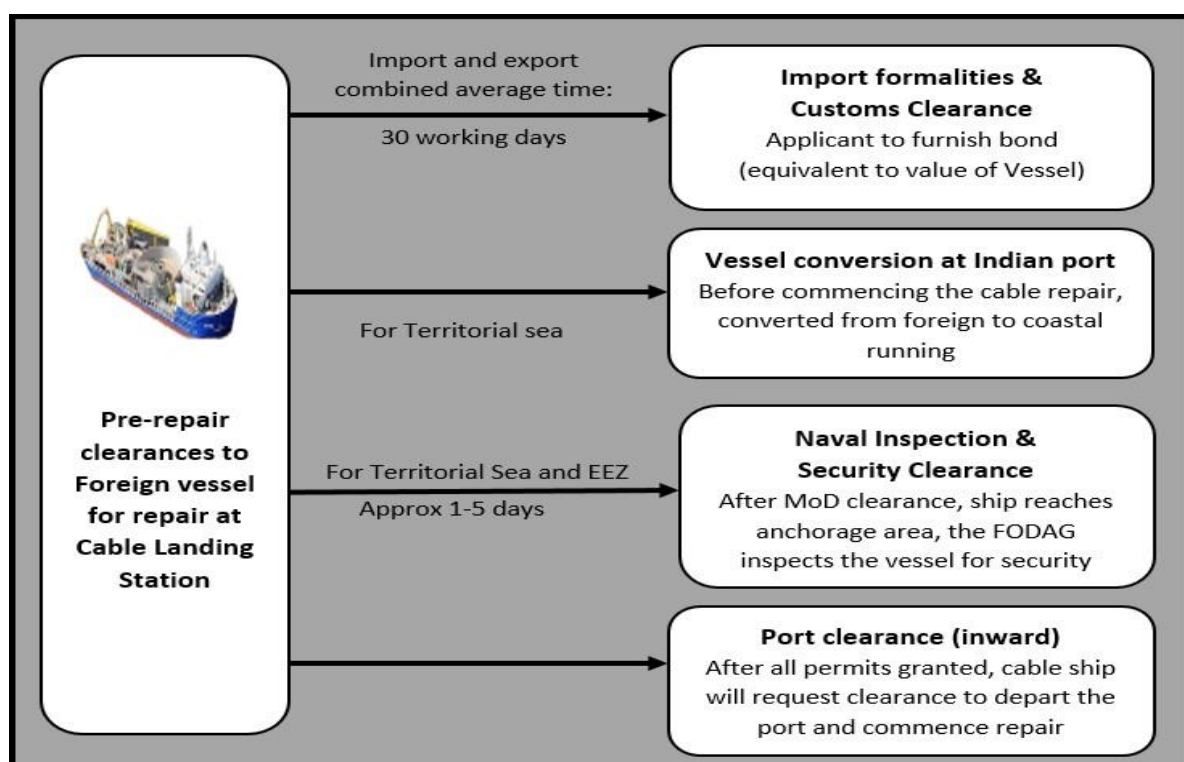 Pre-repair
clearances to
Foreign vessel
for repair at
Cable Landing
Station
Import and export
combined average time:
30 working days
Import formalities &
Customs Clearance
Applicant to furnish bond
(equivalent to value of Vessel)
For Territorial sea
Vessel conversion at Indian port
Before commencing the cable repair,
converted from foreign to coastal
running
For Territorial Sea and EEZ
Approx 1-5 days
Naval Inspection &
Security Clearance
After MoD clearance, ship reaches
anchorage area, the FODAG
inspects the vessel for security
Port clearance (inward)
After all permits granted, cable ship
will request clearance to depart the
port and commence repair